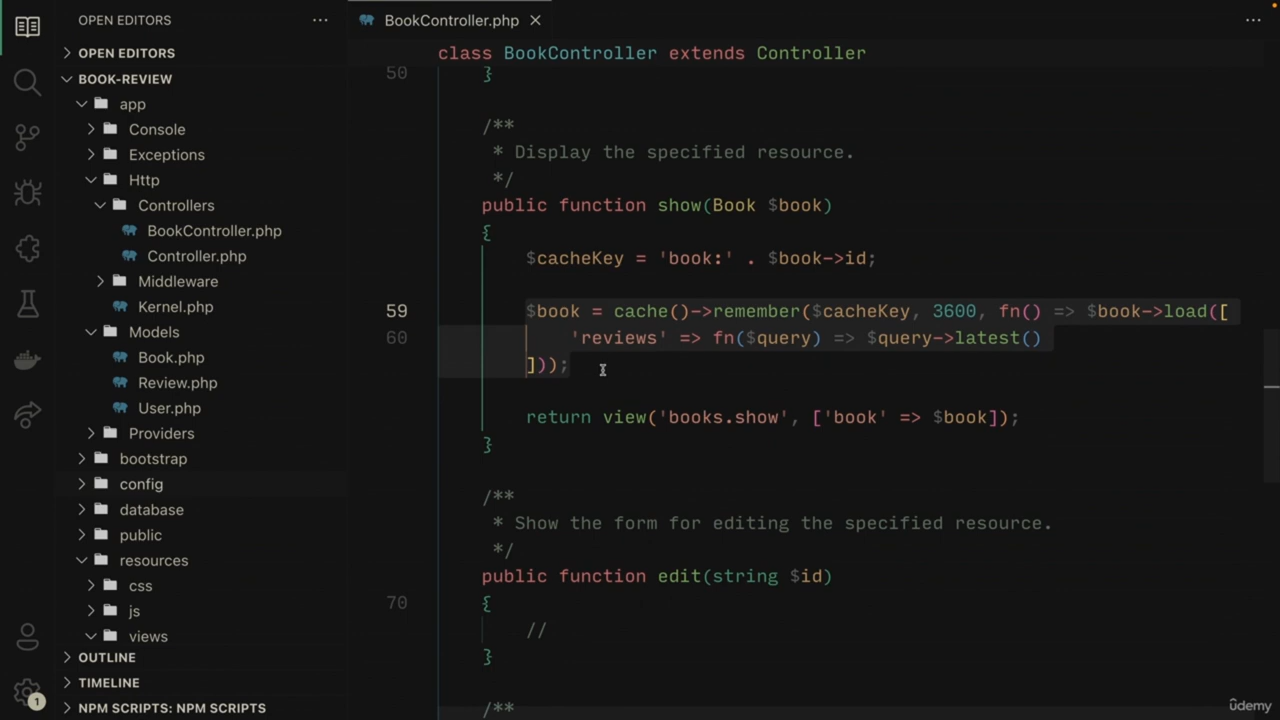 OPEN EDITORS
BookController.php
OPEN EDITORS
BOOK-REVIEW
app
Console
Exceptions
Http
Controllers
BookController.php
Controller.php
Middleware
Kernel.php
Models
Book.php
Review.php
User.php
Providers
bootstrap
config
database
public
resources
css
js
views
OUTLINE
TIMELINE
NPM SCRIPTS: NPM SCRIPTS
1
class BookController extends Controller
50 }
/**
* Display the specified resource.
*/
public function show(Book $book)
{
$cacheKey = 'book:' . $book->id;
59 $book = cache()->remember($cacheKey, 3600, fn() => $book->load([
60 'reviews' => fn($query) => $query->latest()
]));
return view('books.show', ['book' => $book]);
}
/**
* Show the form for editing the specified resource.
*/
public function edit(string $id)
70 {
//
}
/**
ûdemy